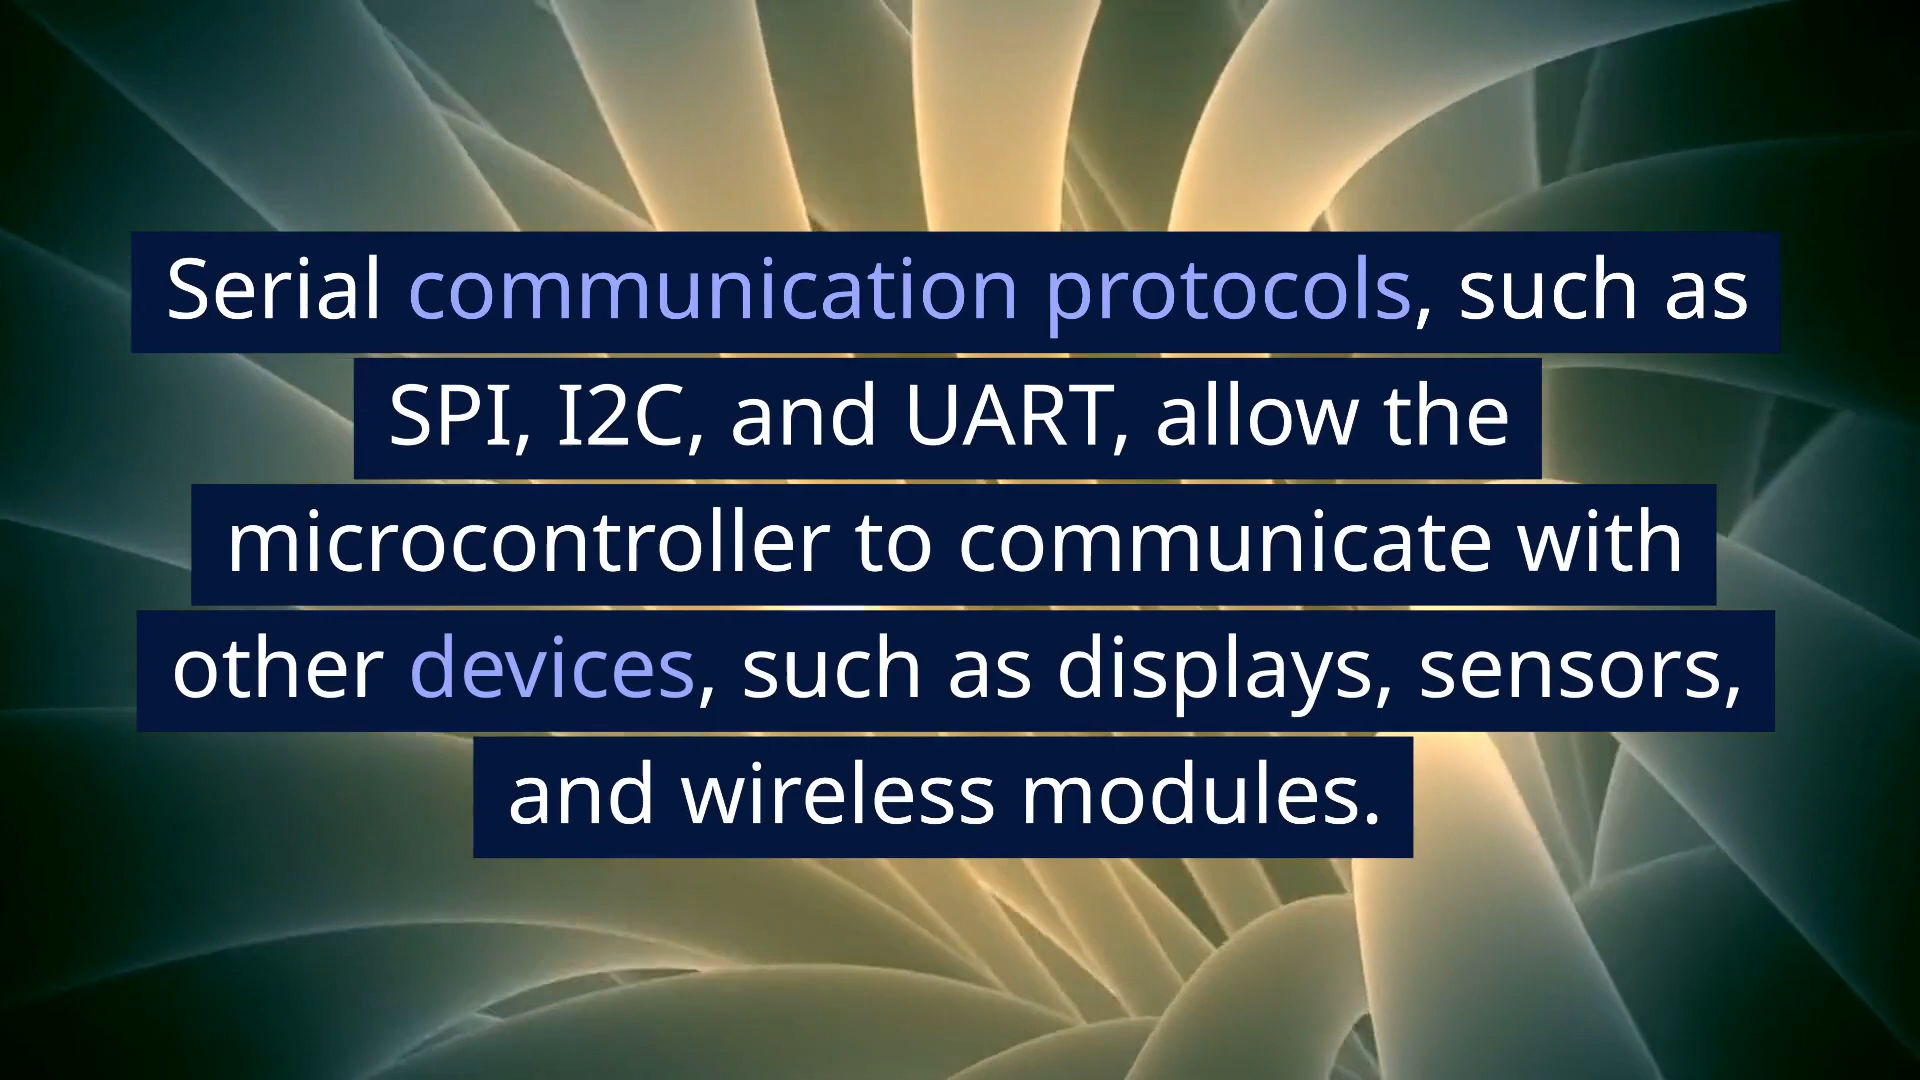 Serial communication protocols, such as
SPI, I2C, and UART, allow the
microcontroller to communicate with
other devices, such as displays, sensors,
and wireless modules.